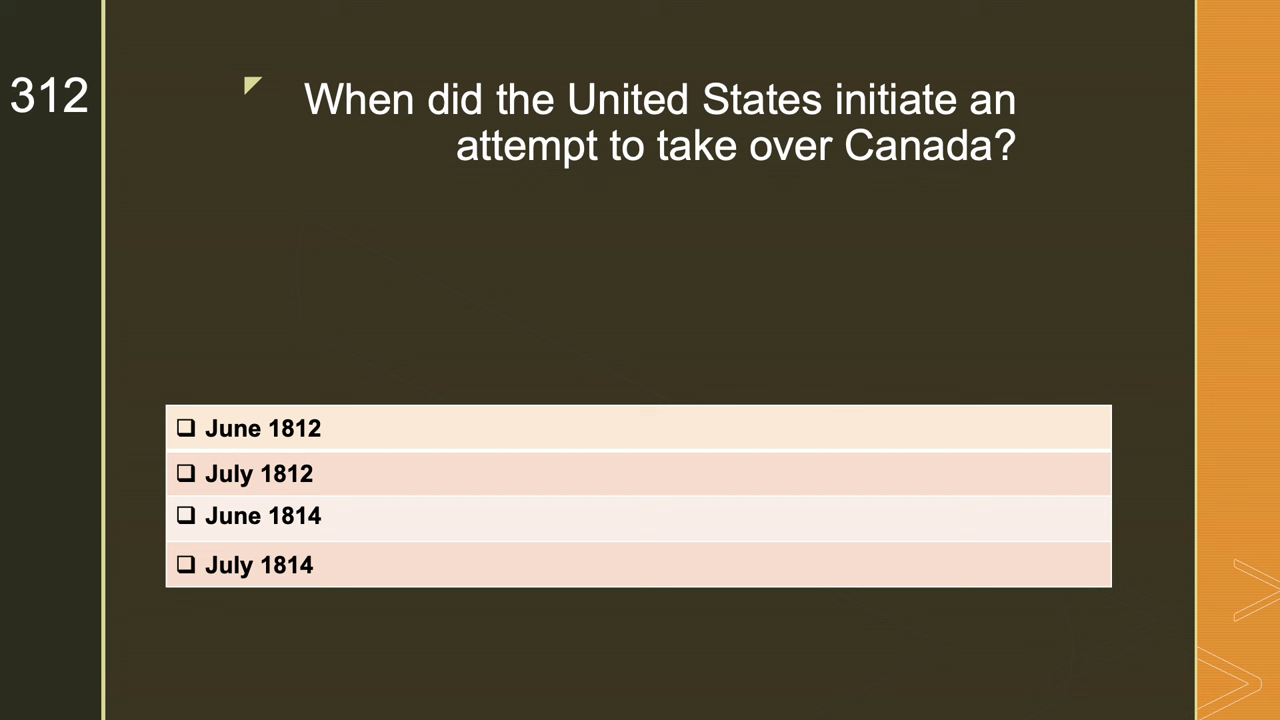 312
When did the United States initiate an
attempt to take over Canada?
❑ June 1812
❑ July 1812
❑ June 1814
❑ July 1814